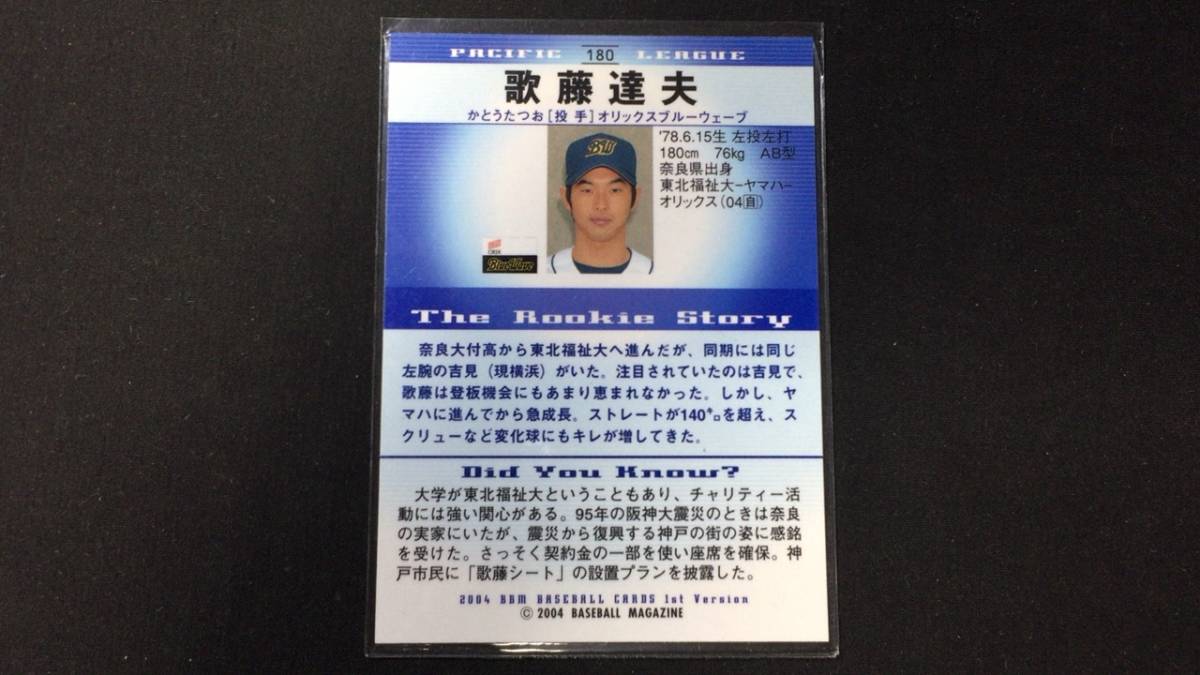 PACIFIC 180 LEAGUE
歌藤達夫
かとうたつお[投手]オリックスブルーウェーブ
'78.6.15生 左投左打
180cm 76kg AB型
奈良県出身
東北福祉大−ヤマハ−
オリックス(04自)
BW
ORIX
BlueWave
The Rookie Story
奈良大付高から東北福祉大へ進んだが、同期には同じ
左腕の吉見(現横浜)がいた。注目されていたのは吉見で、
歌藤は登板機会にもあまり恵まれなかった。しかし、ヤ
マハに進んでから急成長。ストレートが140㌔を超え、ス
クリューなど変化球にもキレが増してきた。
Did You Know?
大学が東北福祉大ということもあり、チャリティー活
動には強い関心がある。95年の阪神大震災のときは奈良
の実家にいたが、震災から復興する神戸の街の姿に感銘
を受けた。さっそく契約金の一部を使い座席を確保。神
戸市民に「歌藤シート」の設置プランを披露した。
2004 BBM BASEBALL CARDS 1st Version
© 2004 BASEBALL MAGAZINE